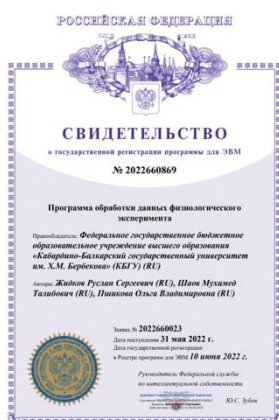 РОССИЙСКАЯ ФЕДЕРАЦИЯ
СВИДЕТЕЛЬСТВО
о государственной регистрации программы для ЭВМ
№ 2022660869
Программа обработки данных физиологического
эксперимента
Правообладатель: Федеральное государственное бюджетное
образовательное учреждение высшего образования
«Кабардино-Балкарский государственный университет
им. Х.М. Бербекова» (КБГУ) (RU)
Авторы: Жидков Руслан Сергеевич (RU), Шаов Мухамед
Талибович (RU), Пшикова Ольга Владимировна (RU)
Заявка № 2022660023
Дата поступления 31 мая 2022 г.
Дата государственной регистрации
в Реестре программ для ЭВМ 10 июня 2022 г.
Руководитель Федеральной службы
по интеллектуальной собственности
Ю.С. Зубов